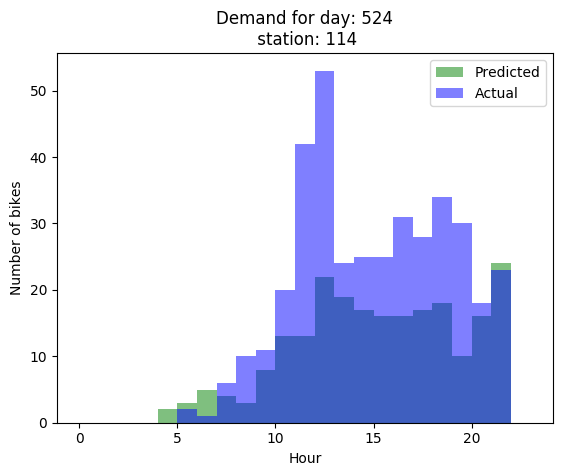 Demand for day: 524
station: 114
Predicted
Actual
Number of bikes
50
40
30
20
10
0
0 5 10 15 20
Hour